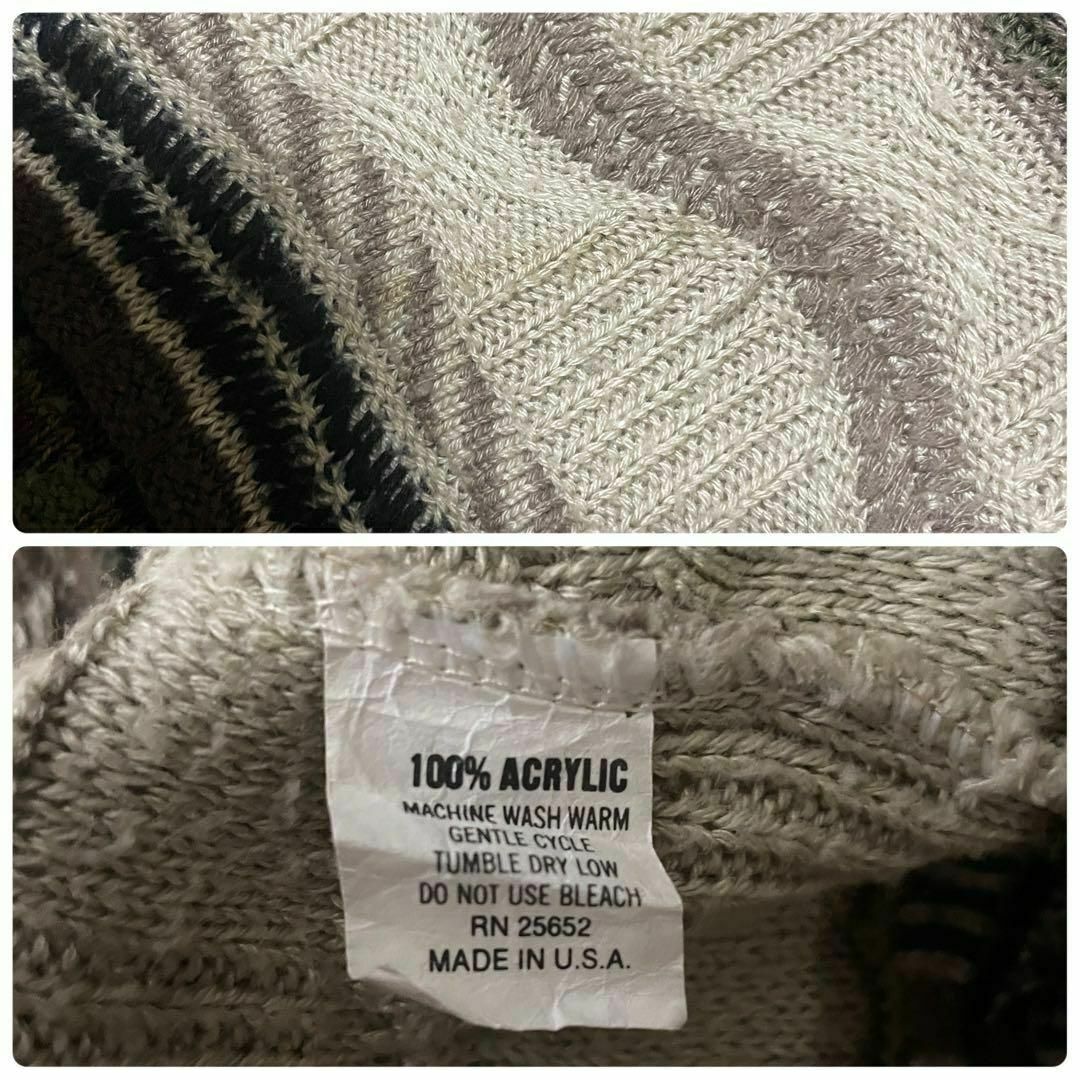 100% ACRYLIC
MACHINE WASH WARM
GENTLE CYCLE
TUMBLE DRY LOW
DO NOT USE BLEACH
RN 25652
MADE IN U.S.A.